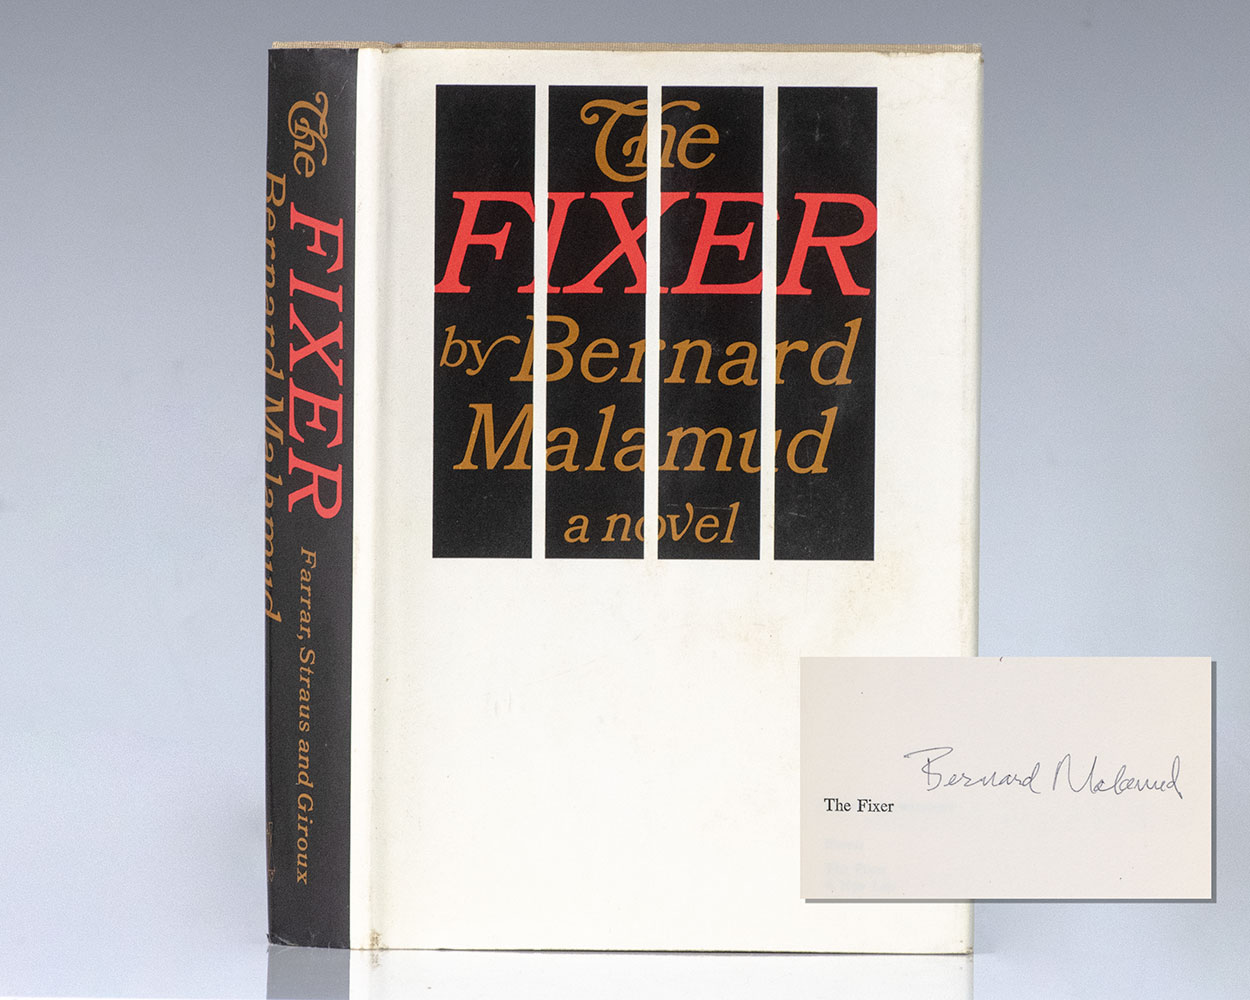 The
FIXER
by Bernard
Malamud
a novel
The FIXER
Bernard Malamud
Farrar, Straus and Giroux
Bernard Malamud
The Fixer